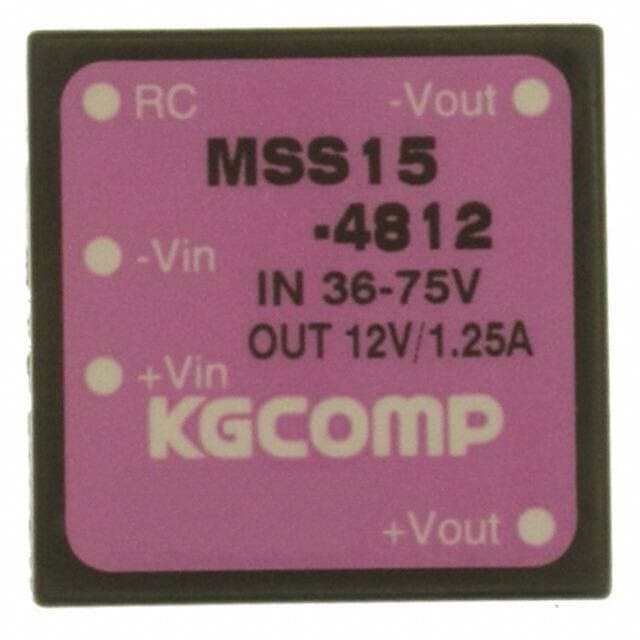 RC
-Vout
MSS15
-4812
-Vin
IN 36-75V
OUT 12V/1.25A
+Vin
KGCOMP
+Vout